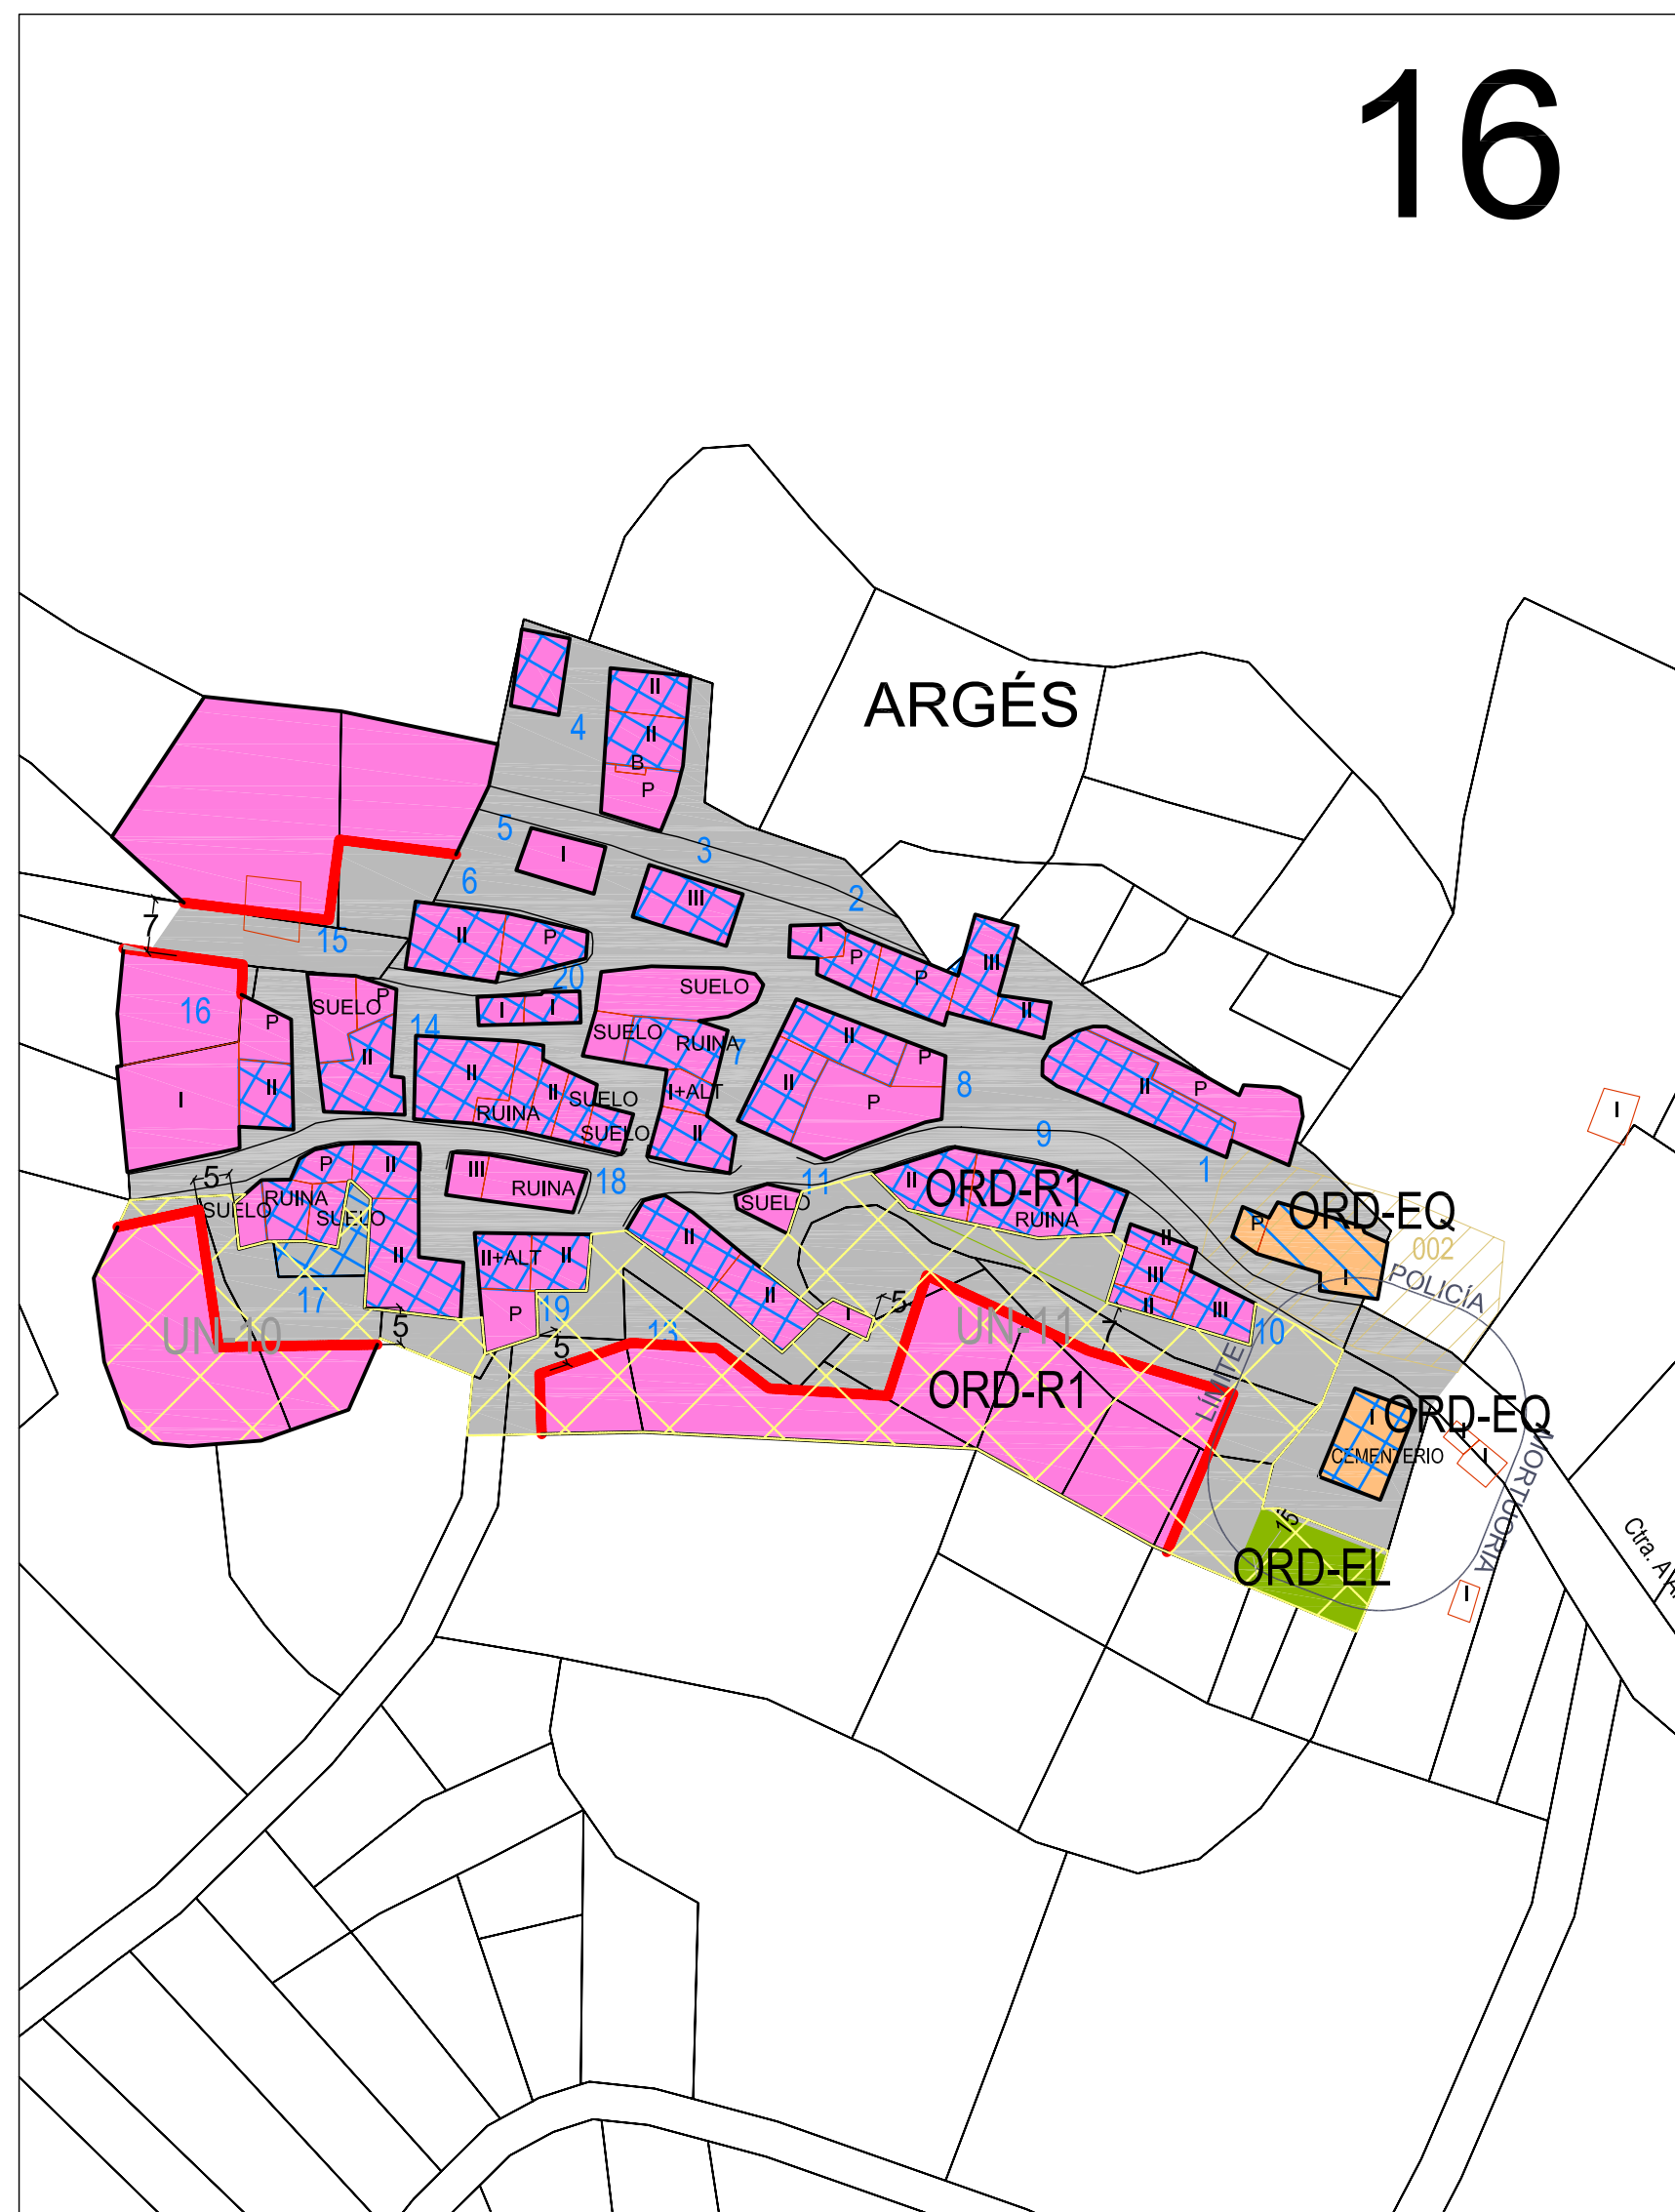 16
ARGÉS
II
II
4
B
P
5
I
3
6
III
2
7
II
P
I
P
P
III
15
20
SUELO
16
P
SUELO
P
I
I
14
SUELO
RUINA
II
II
7
II
P
8
II
II
II
SUELO
I+ALT
II
P
P
I
RUINA
SUELO
II
I
9
1
5
P
II
III
RUINA
18
11
II
ORD-R1
RUINA
SUELO
SUELO
RUINA
SUELO
P
ORD-EQ
002
II
II+ALT
II
II
II
I
POLICÍA
III
II
III
17
P
19
I
5
7
10
UN-10
5
5
13
UN-11
LÍMITE
ORD-R1
I
ORD-EQ
CEMENTERIO
I
I
MORTUORIA
15
ORD-EL
I
Ctra.